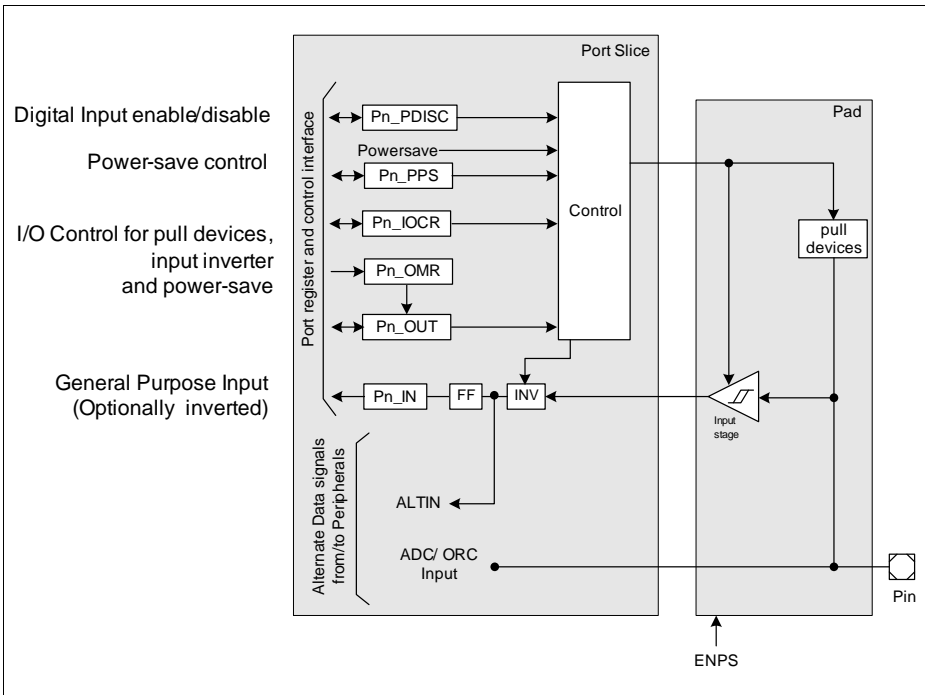 Port Slice
Pad
Digital Input enable/disable
Power-save control
I/O Control for pull devices,
input inverter
and power-save
General Purpose Input
(Optionally inverted)
Port register and control interface
Pn_PDISC
Powersave
Pn_PPS
Pn_IOCR
Pn_OMR
Pn_OUT
Pn_IN
FF
INV
Control
pull
devices
Input
stage
Alternate Data signals
from/to Peripherals
ALTIN
ADC/ ORC
Input
Pin
ENPS